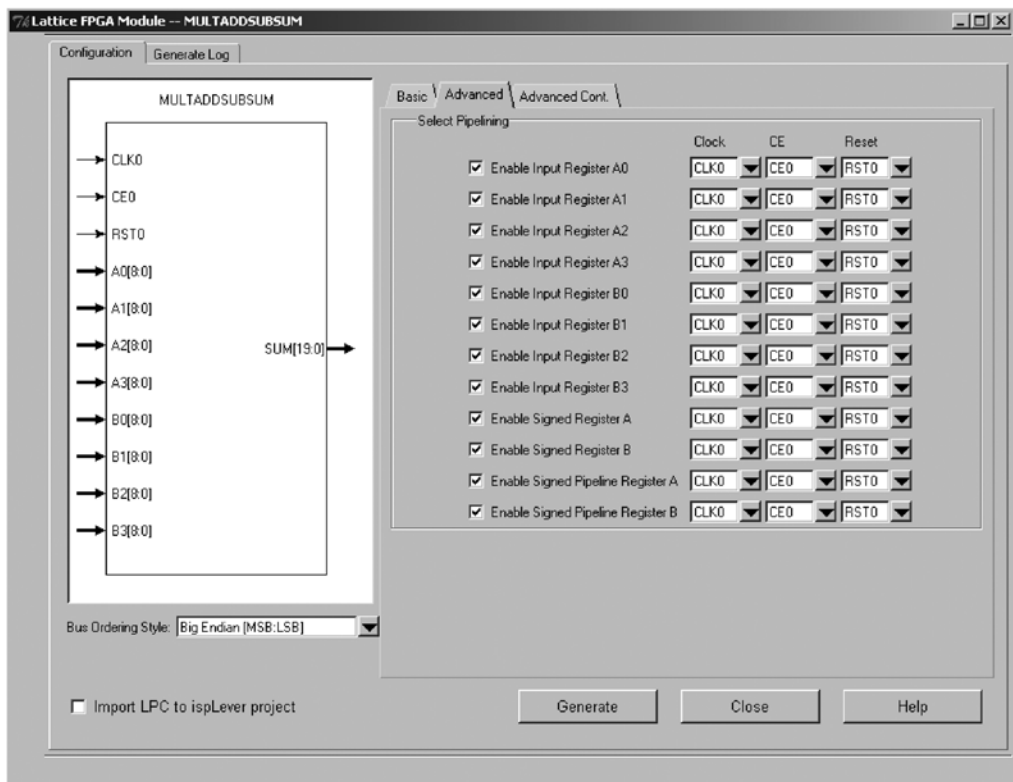 Lattice FPGA Module -- MULTADDSUBSUM
Configuration
Generate Log
MULTADDSUBSUM
CLK0
CE0
RST0
A0[8:0]
A1[8:0]
A2[8:0]
A3[8:0]
B0[8:0]
B1[8:0]
B2[8:0]
B3[8:0]
SUM[19:0]
Bus Ordering Style: Big Endian [MSB:LSB]
Basic
Advanced
Advanced Cont.
Select Pipelining
Clock CE Reset
Enable Input Register A0 CLK0 CE0 RST0
Enable Input Register A1 CLK0 CE0 RST0
Enable Input Register A2 CLK0 CE0 RST0
Enable Input Register A3 CLK0 CE0 RST0
Enable Input Register B0 CLK0 CE0 RST0
Enable Input Register B1 CLK0 CE0 RST0
Enable Input Register B2 CLK0 CE0 RST0
Enable Input Register B3 CLK0 CE0 RST0
Enable Signed Register A CLK0 CE0 RST0
Enable Signed Register B CLK0 CE0 RST0
Enable Signed Pipeline Register A CLK0 CE0 RST0
Enable Signed Pipeline Register B CLK0 CE0 RST0
Import LPC to ispLever project
Generate
Close
Help